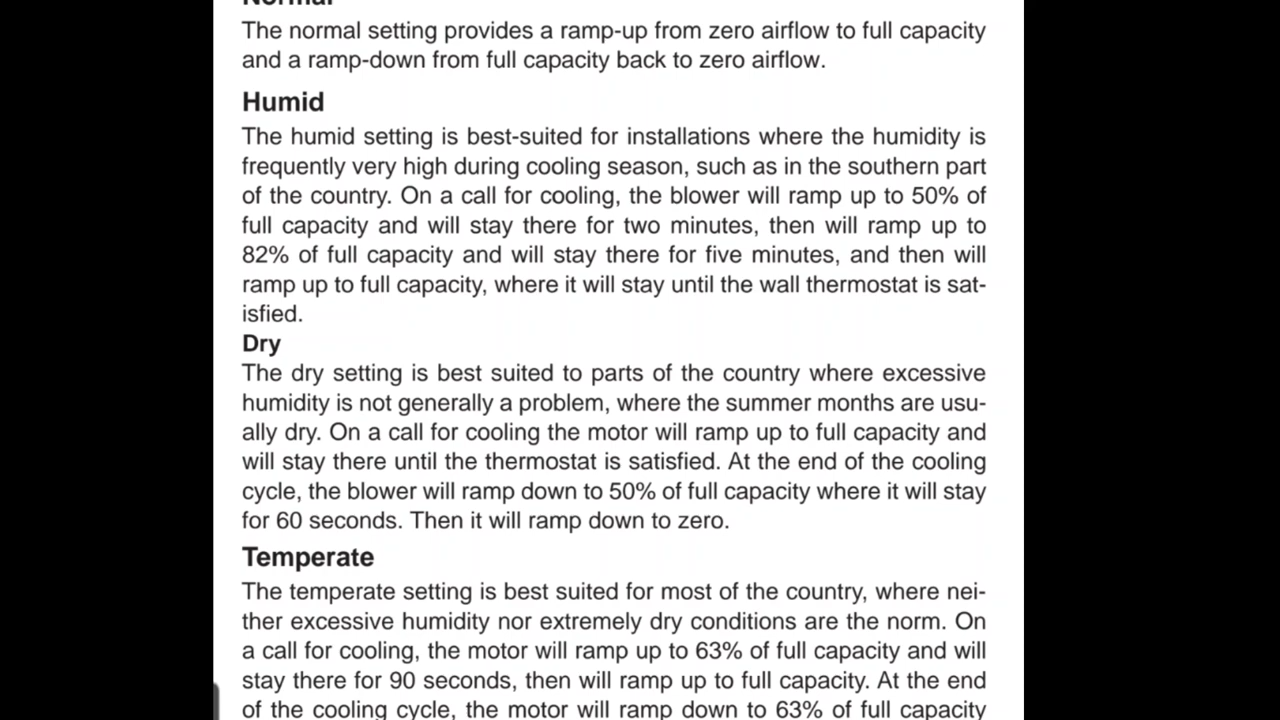 Normal
The normal setting provides a ramp-up from zero airflow to full capacity
and a ramp-down from full capacity back to zero airflow.
Humid
The humid setting is best-suited for installations where the humidity is
frequently very high during cooling season, such as in the southern part
of the country. On a call for cooling, the blower will ramp up to 50% of
full capacity and will stay there for two minutes, then will ramp up to
82% of full capacity and will stay there for five minutes, and then will
ramp up to full capacity, where it will stay until the wall thermostat is sat-
isfied.
Dry
The dry setting is best suited to parts of the country where excessive
humidity is not generally a problem, where the summer months are usu-
ally dry. On a call for cooling the motor will ramp up to full capacity and
will stay there until the thermostat is satisfied. At the end of the cooling
cycle, the blower will ramp down to 50% of full capacity where it will stay
for 60 seconds. Then it will ramp down to zero.
Temperate
The temperate setting is best suited for most of the country, where nei-
ther excessive humidity nor extremely dry conditions are the norm. On
a call for cooling, the motor will ramp up to 63% of full capacity and will
stay there for 90 seconds, then will ramp up to full capacity. At the end
of the cooling cycle, the motor will ramp down to 63% of full capacity